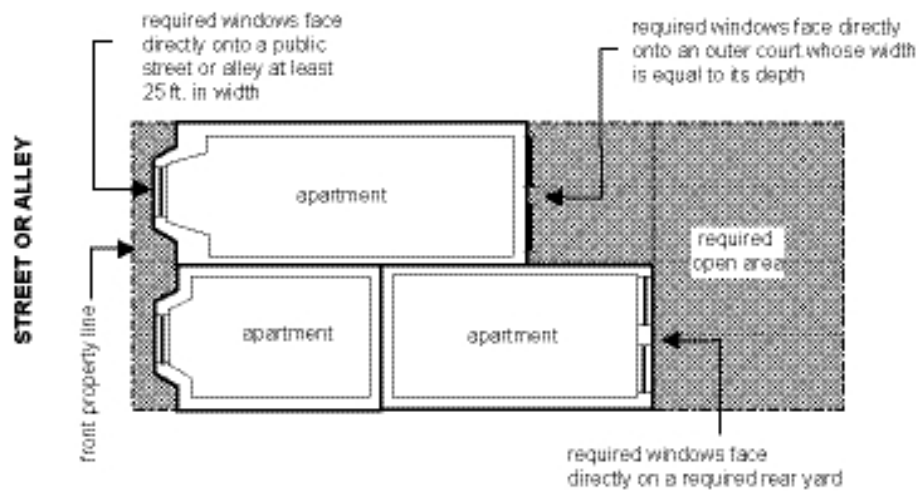 required windows face
directly onto a public
street or alley at least
25 ft. in width
required windows face directly
onto an outer court whose width
is equal to its depth
STREET OR ALLEY
front property line
apartment
required
open area
apartment
apartment
required windows face
directly on a required rear yard